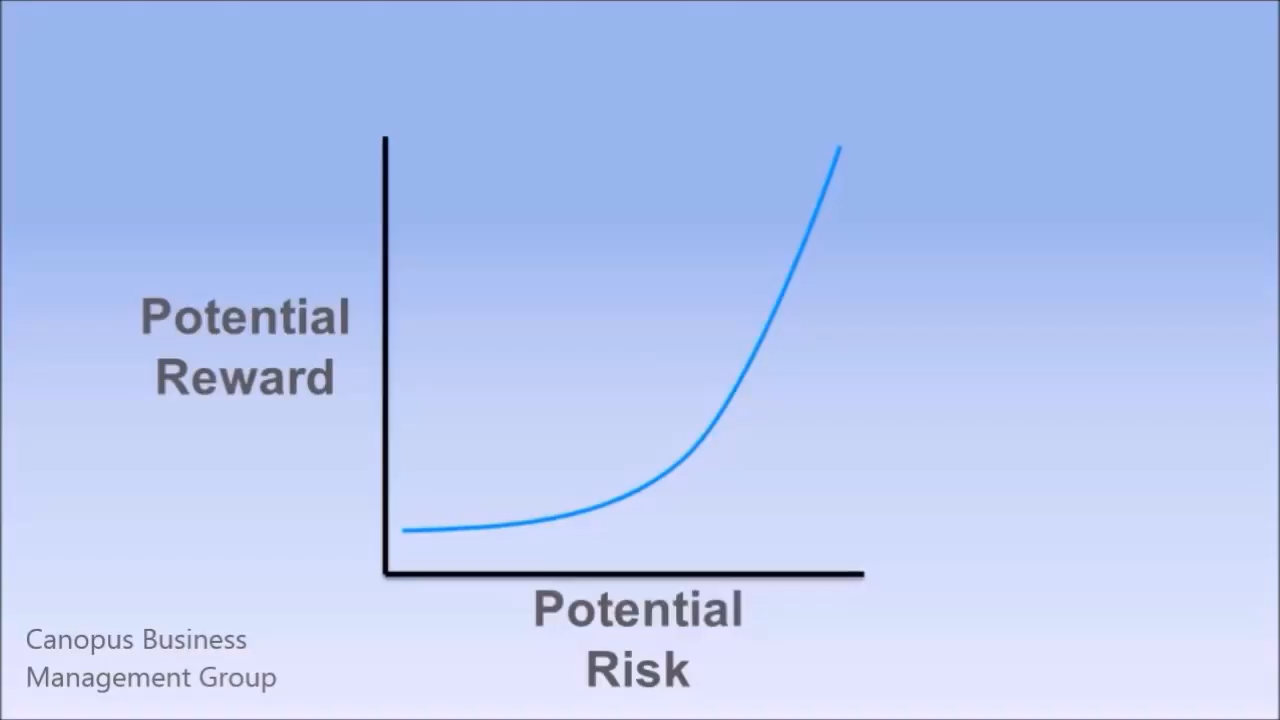 Potential
Reward
Potential
Risk
Canopus Business
Management Group